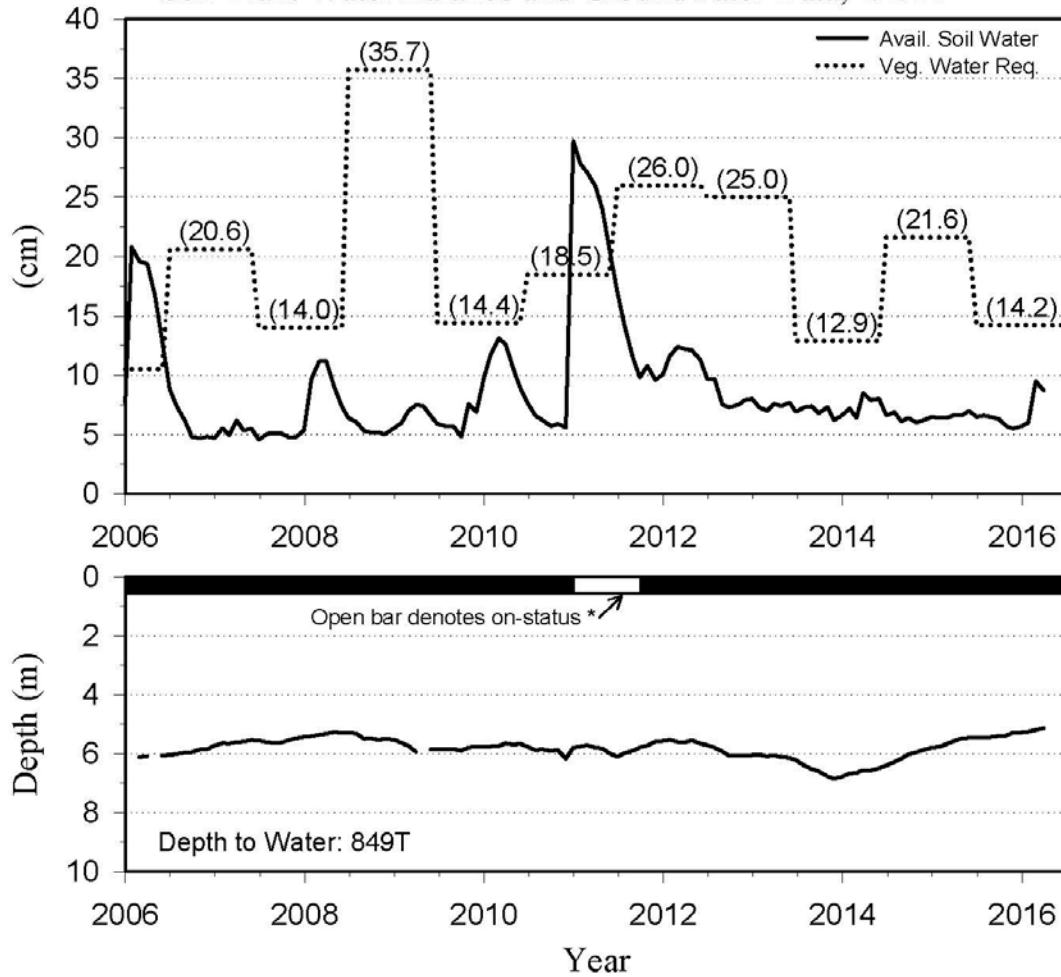 40
35
30
25
20
15
10
5
0
(cm)
Avail. Soil Water
Veg. Water Req.
(20.6)
(14.0)
(35.7)
(14.4)
(18.5)
(26.0)
(25.0)
(12.9)
(21.6)
(14.2)
2006 2008 2010 2012 2014 2016
0
2
4
6
8
10
Depth (m)
Open bar denotes on-status *
Depth to Water: 849T
2006 2008 2010 2012 2014 2016
Year